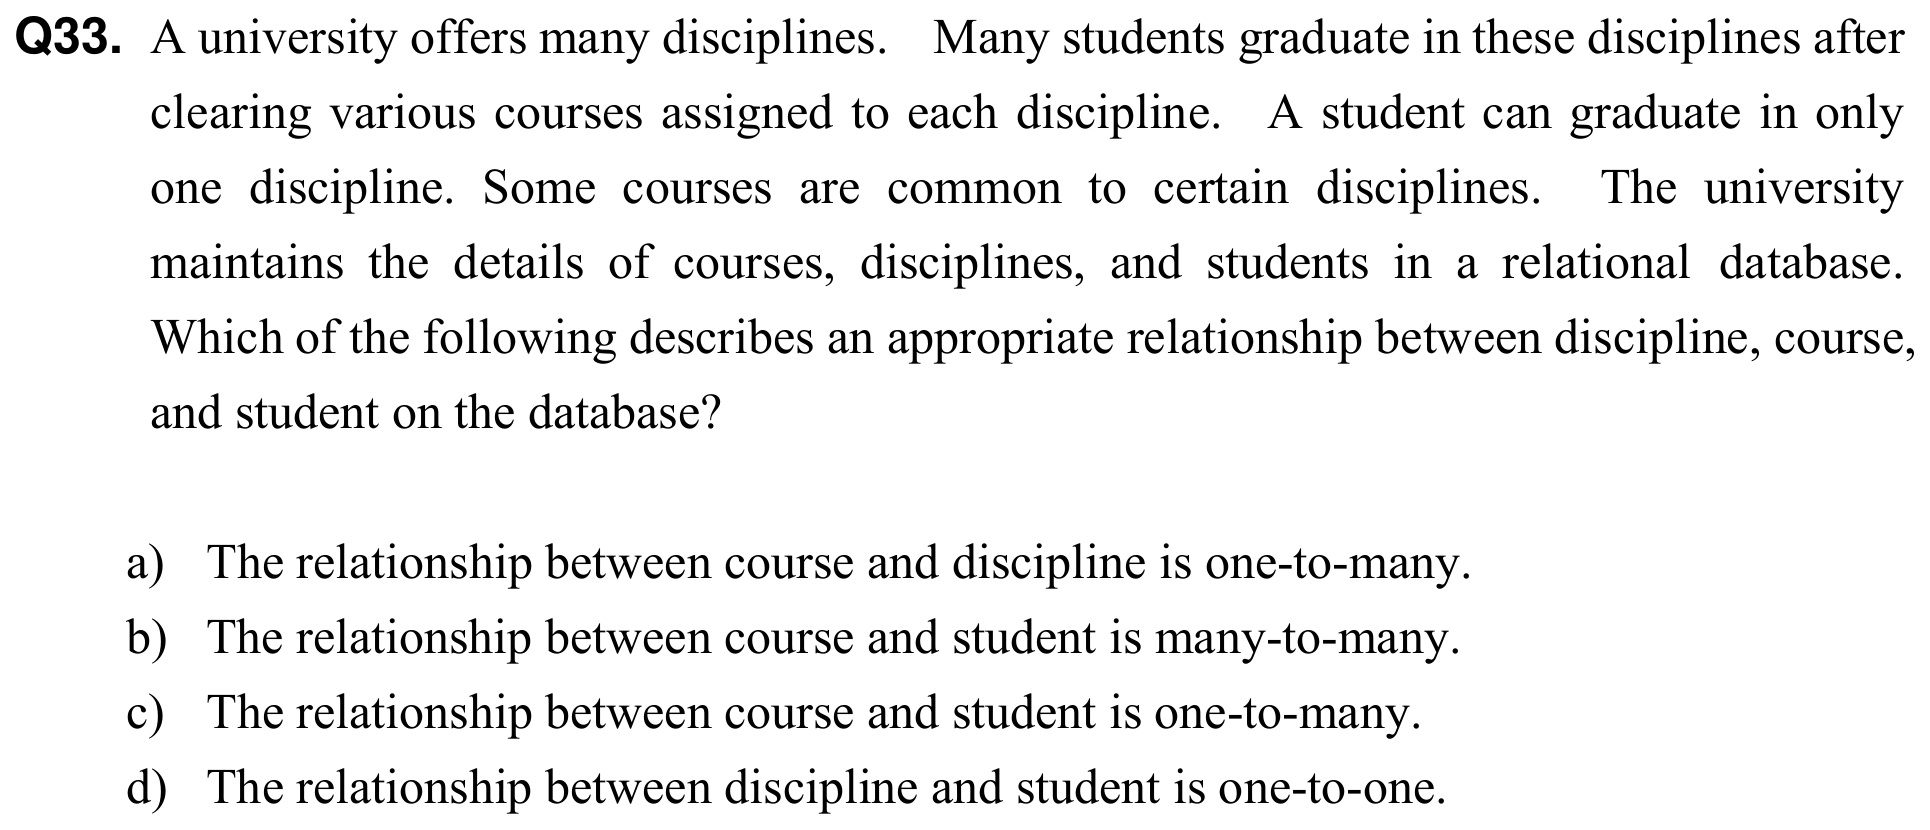 Q33. A university offers many disciplines. Many students graduate in these disciplines after
clearing various courses assigned to each discipline. A student can graduate in only
one discipline. Some courses are common to certain disciplines. The university
maintains the details of courses, disciplines, and students in a relational database.
Which of the following describes an appropriate relationship between discipline, course,
and student on the database?
a) The relationship between course and discipline is one-to-many.
b) The relationship between course and student is many-to-many.
c) The relationship between course and student is one-to-many.
d) The relationship between discipline and student is one-to-one.